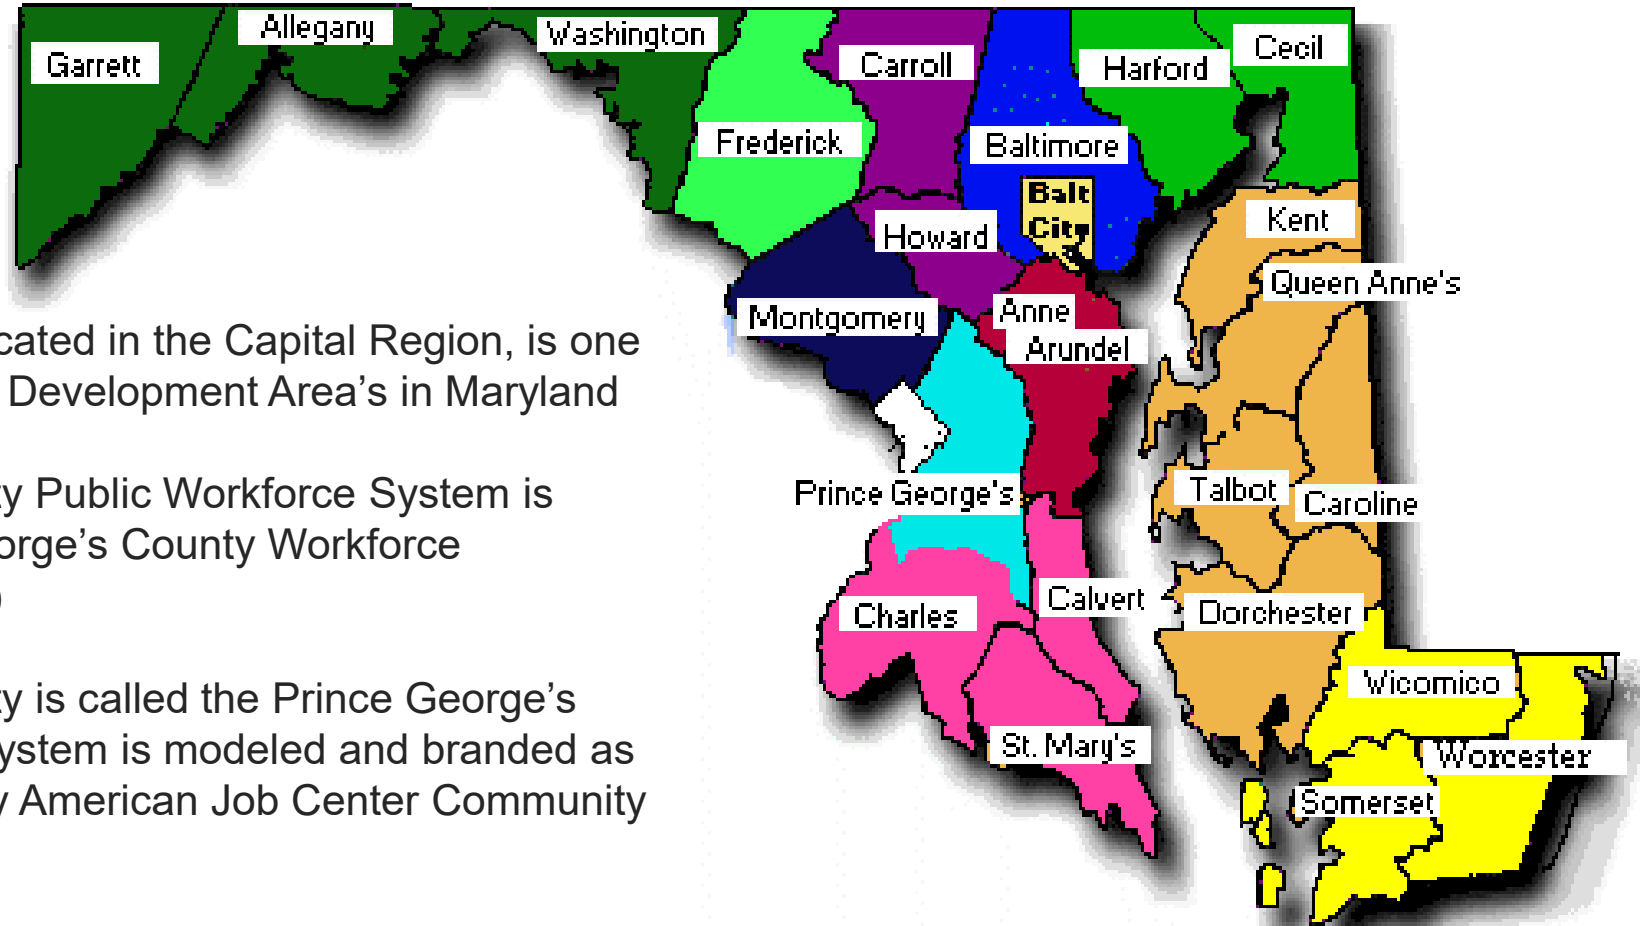 Allegany
Washington
Garrett
Carroll
Harford
Cecil
Frederick
Baltimore
Balt
City
Kent
Howard
Queen Anne's
Montgomery
Anne
Arundel
cated in the Capital Region, is one
Development Area’s in Maryland
ty Public Workforce System is
orge’s County Workforce
)
Prince George's
Talbot
Caroline
Charles
Calvert
Dorchester
ty is called the Prince George’s
ystem is modeled and branded as
y American Job Center Community
Wicomico
St. Mary's
Worcester
Somerset